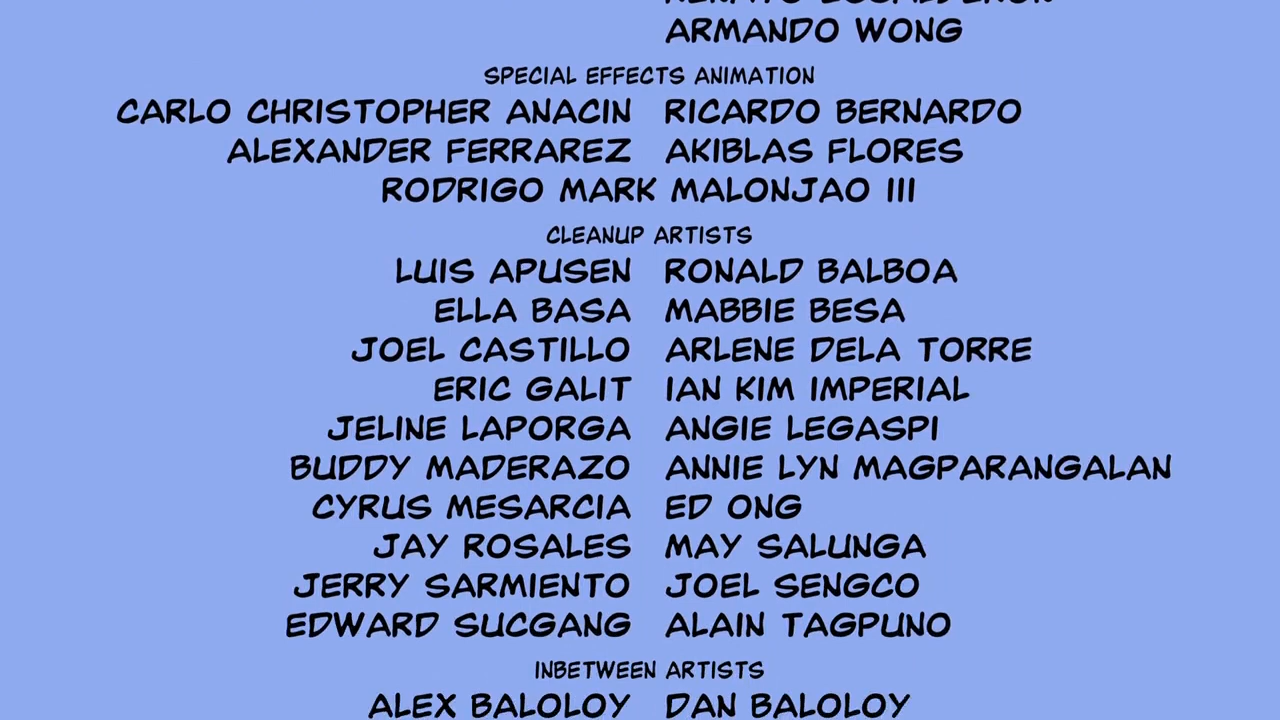 ARMANDO WONG
SPECIAL EFFECTS ANIMATION
CARLO CHRISTOPHER ANACIN RICARDO BERNARDO
ALEXANDER FERRAREZ AKIBLAS FLORES
RODRIGO MARK MALONJAO III
CLEANUP ARTISTS
LUIS APUSEN RONALD BALBOA
ELLA BASA MABBIE BESA
JOEL CASTILLO ARLENE DELA TORRE
ERIC GALIT IAN KIM IMPERIAL
JELINE LAPORGA ANGIE LEGASPI
BUDDY MADERAZO ANNIE LYN MAGPARANGALAN
CYRUS MESARCIA ED ONG
JAY ROSALES MAY SALUNGA
JERRY SARMIENTO JOEL SENGCO
EDWARD SUCGANG ALAIN TAGPUNO
INBETWEEN ARTISTS
ALEX BALOLOY DAN BALOLOY